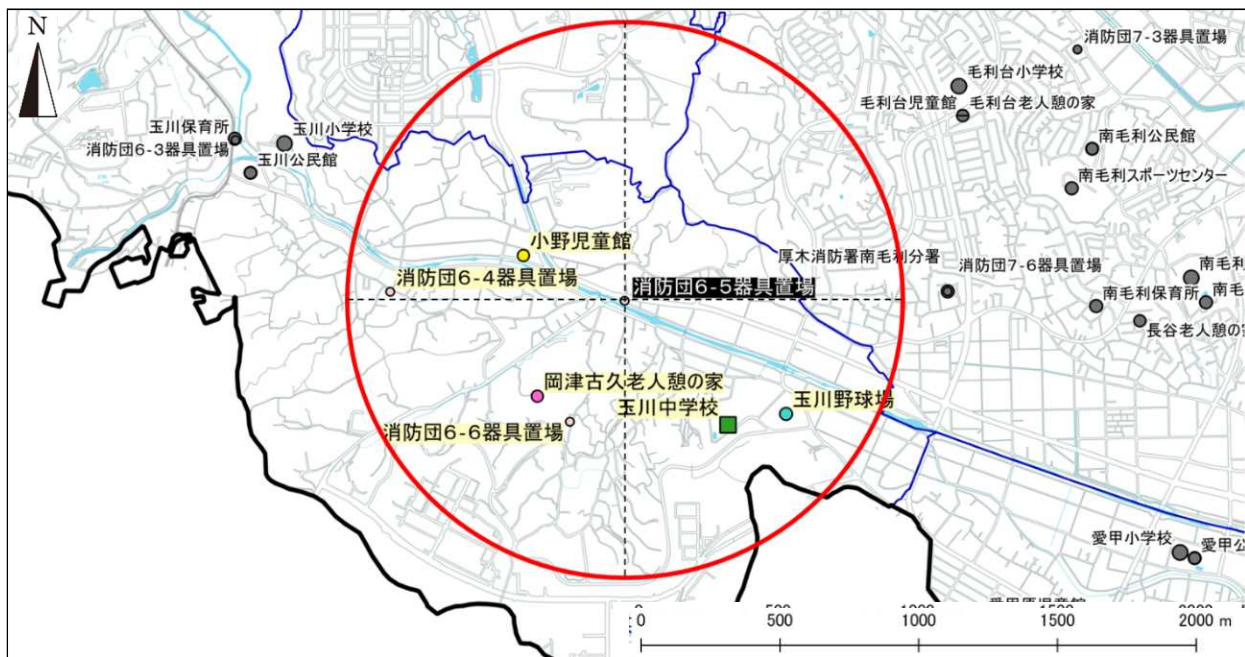 消防団7-3器具置場
毛利台小学校
毛利台児童館
毛利台老人憩の家
玉川保育所
玉川小学校
消防団6-3器具置場
玉川公民館
南毛利公民館
南毛利スポーツセンター
小野児童館
厚木消防署南毛利分署
消防団7-6器具置場
南毛利
消防団6-4器具置場
消防団6-5器具置場
南毛利保育所
南毛
長谷老人憩の家
岡津古久老人憩の家
玉川中学校
玉川野球場
消防団6-6器具置場
愛甲小学校
愛甲公
N
0
500
1000
1500
2000 m